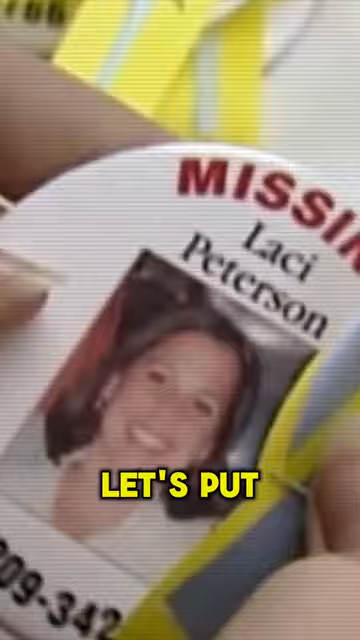 MISSIN
Laci
Peterson
LET'S PUT
09-342